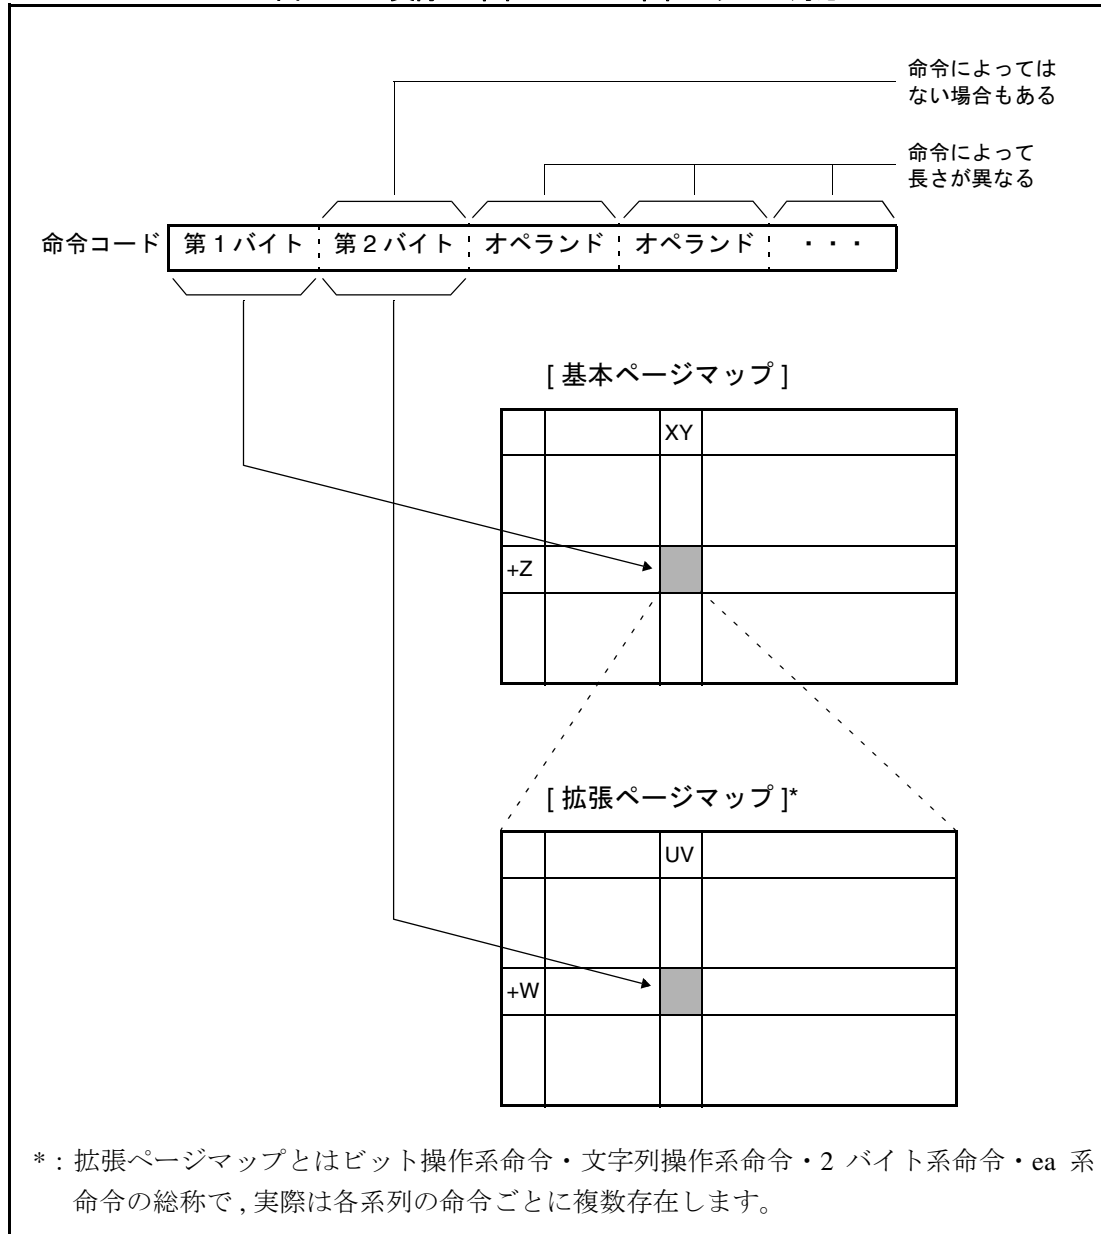 命令によっては
ない場合もある
命令によって
長さが異なる
命令コード 第 1 バイト 第 2 バイト オペランド オペランド ・・・
[ 基本ページマップ ]
XY
+Z
[ 拡張ページマップ ]*
UV
+W
* : 拡張ページマップとはビット操作系命令・文字列操作系命令・2 バイト系命令・ea 系
命令の総称で , 実際は各系列の命令ごとに複数存在します。